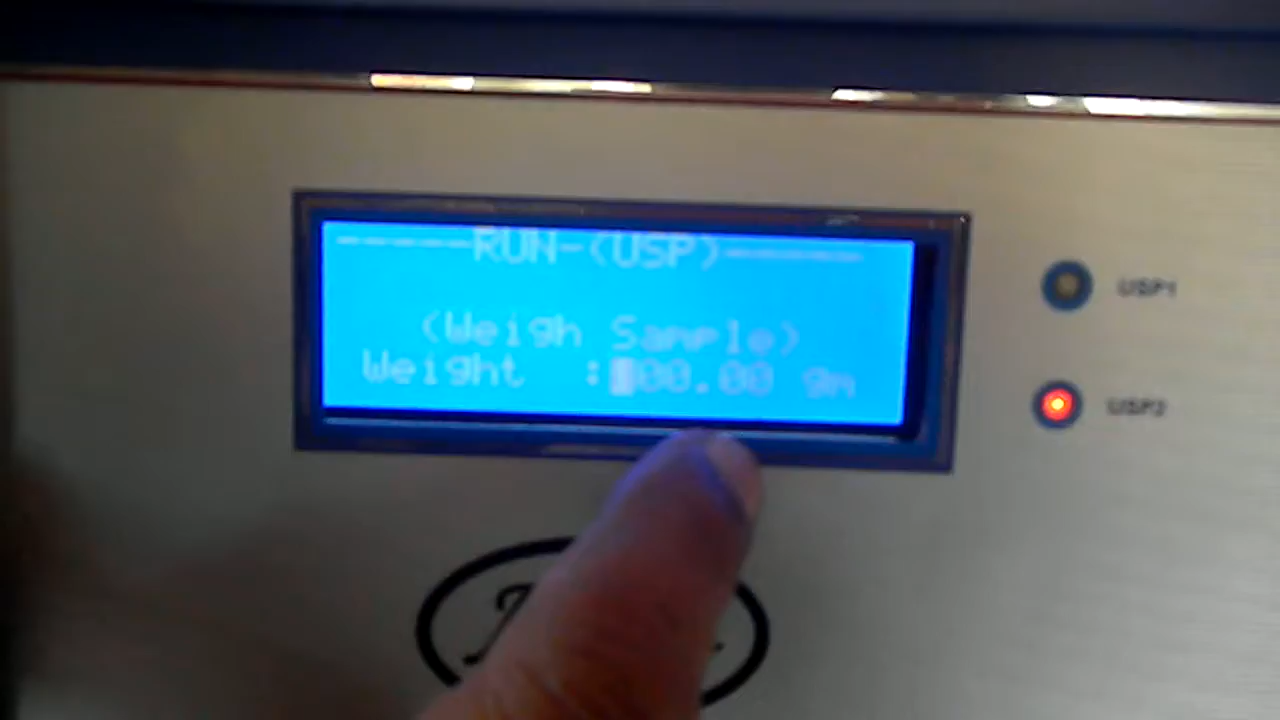 -----RUN-(USP)-----
(Weigh Sample)
Weight :000.00 gm
USP1
USP2